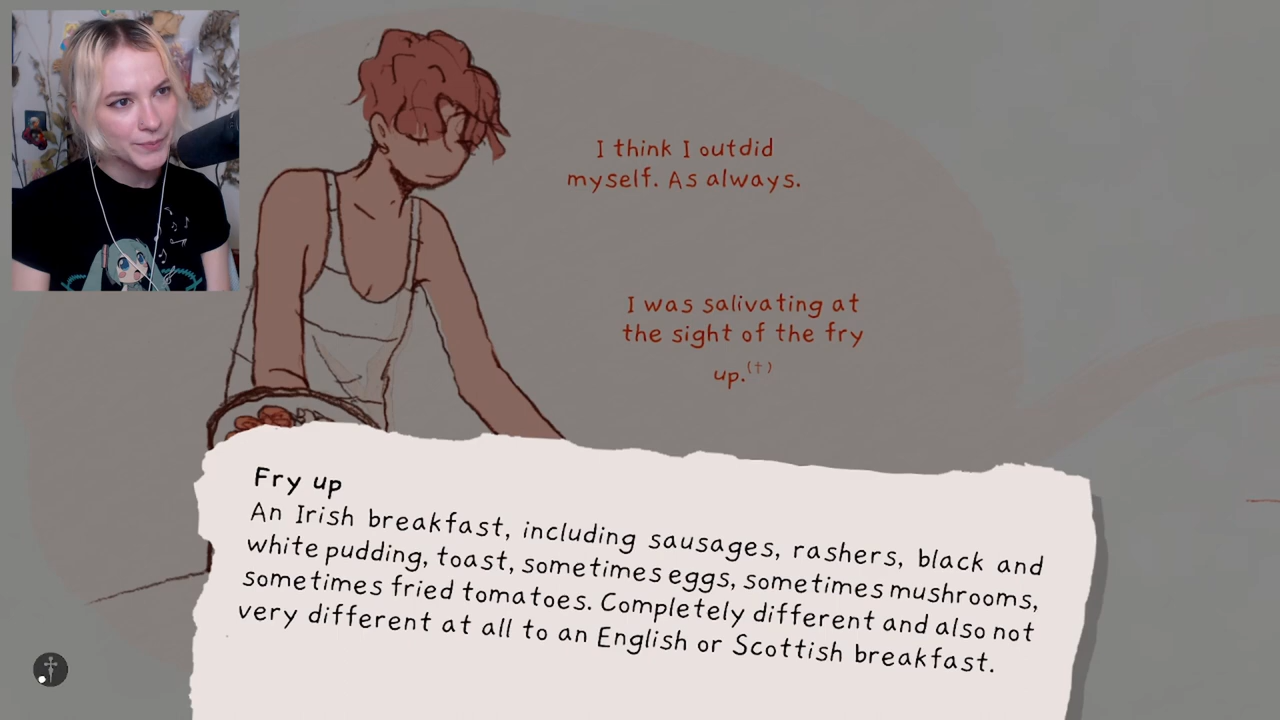 I think I outdid
myself. As always.
I was salivating at
the sight of the fry
up.(†)
Fry up
An Irish breakfast, including sausages, rashers, black and
white pudding, toast, sometimes eggs, sometimes mushrooms,
sometimes fried tomatoes. Completely different and also not
very different at all to an English or Scottish breakfast.